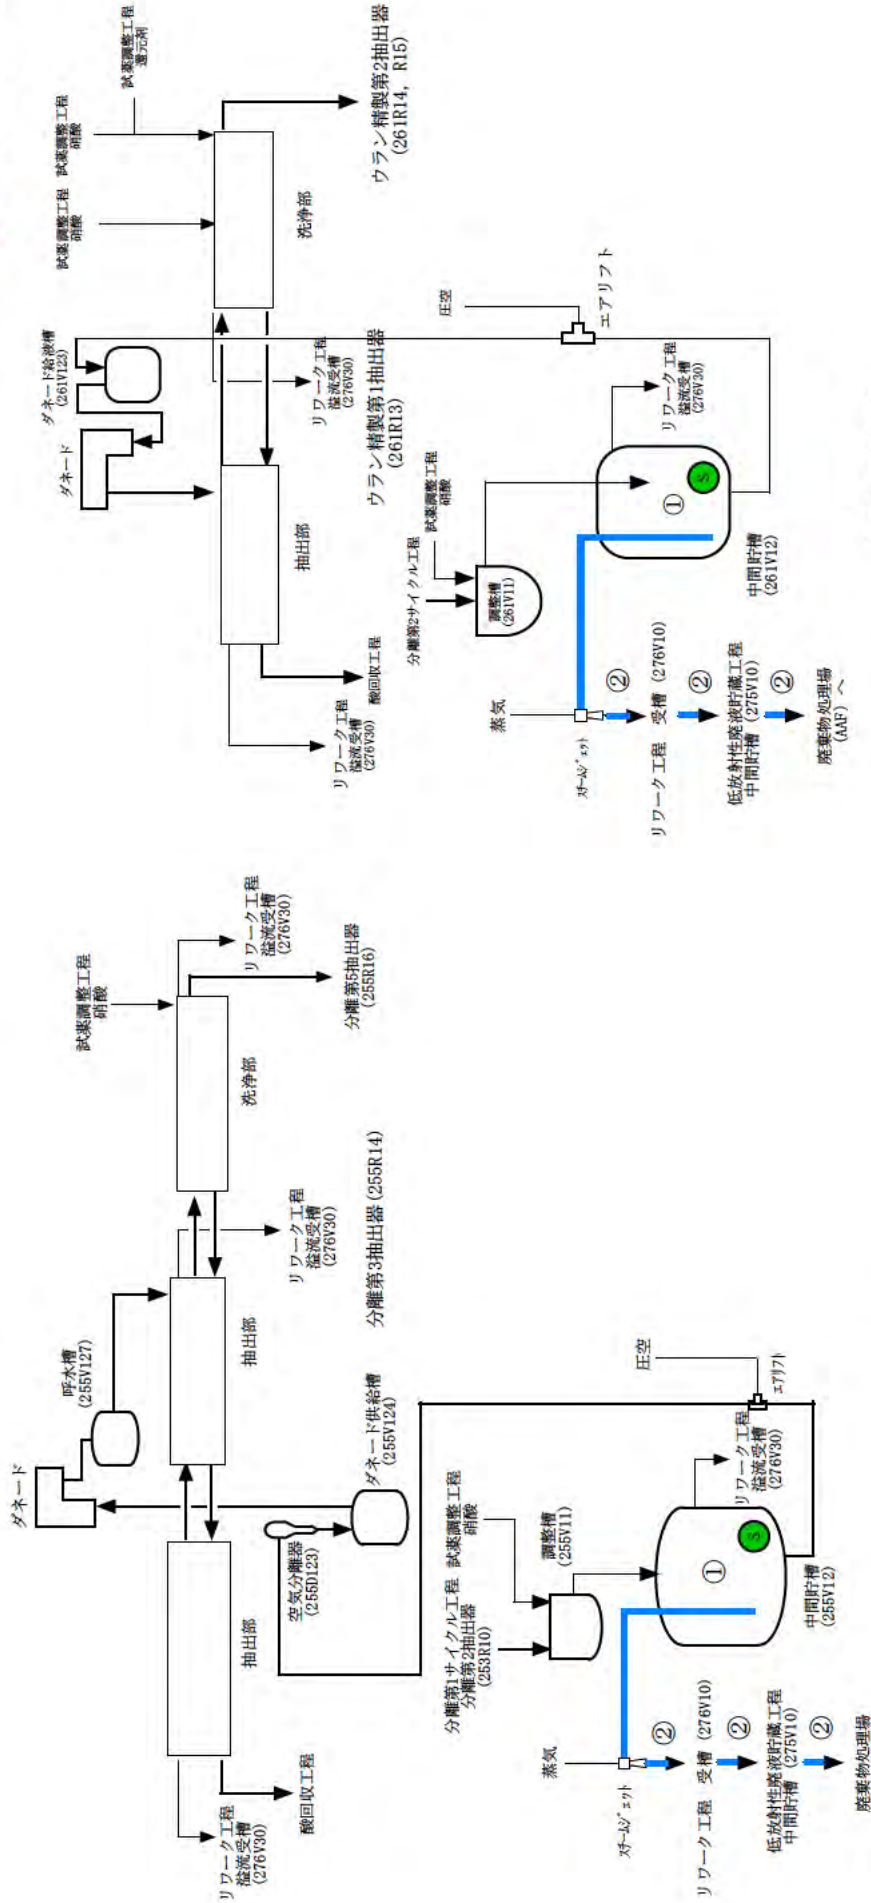 試薬調整工程
硝酸
リワーク工程
溢流受槽
(276V30)
分離第5抽出器
(255R16)
洗浄部
呼水槽
(255V127)
ダネード
リワーク工程
溢流受槽
(276V30)
抽出部
分離第3抽出器(255R14)
ダネード供給槽
(255V124)
空気分離器
(255D123)
抽出部
リワーク工程
溢流受槽
(276V30)
酸回収工程
分離第1サイクル工程
分離第2抽出器
(253R10)
試薬調整工程
硝酸
調整槽
(255V11)
圧空
エアリフト
リワーク工程
溢流受槽
(276V30)
①
S
中間貯槽
(255V12)
蒸気
スチームジェット
②
リワーク工程 受槽 (276V10)
②
低放射性廃液貯蔵工程
中間貯槽 (275V10)
②
廃棄物処理場
試薬調整工程
硝酸
試薬調整工程
硝酸
試薬調整工程
還元剤
ウラン精製第2抽出器
(261R14, R15)
洗浄部
ダネード給液槽
(261V123)
ダネード
リワーク工程
溢流受槽
(276V30)
ウラン精製第1抽出器
(261R13)
抽出部
酸回収工程
リワーク工程
溢流受槽
(276V30)
圧空
エアリフト
分離第2サイクル工程
試薬調整工程
硝酸
調整槽
(261V11)
リワーク工程
溢流受槽
(276V30)
①
S
中間貯槽
(261V12)
蒸気
スチームジェット
②
リワーク工程 受槽 (276V10)
②
低放射性廃液貯蔵工程
中間貯槽 (275V10)
②
廃棄物処理場
(AAF) へ